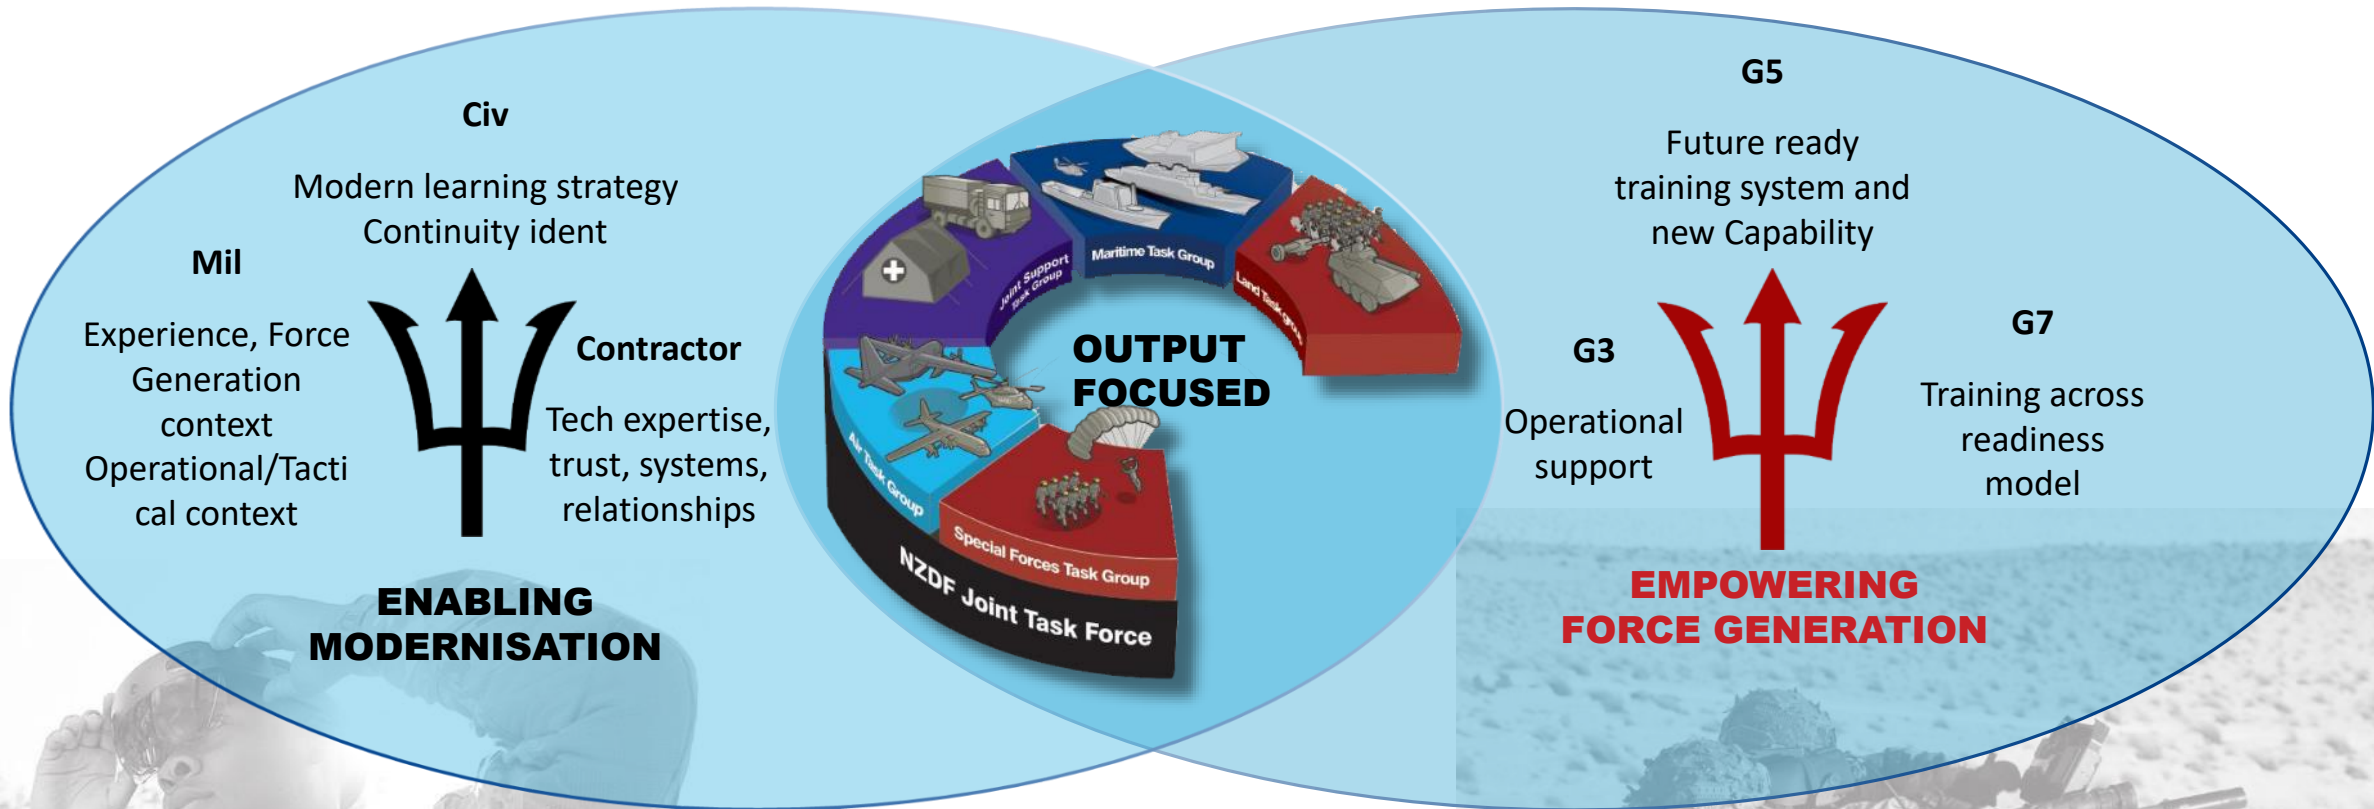 Civ
Modern learning strategy
Continuity ident
Mil
Experience, Force
Generation
context
Operational/Tacti
cal context
Contractor
Tech expertise,
trust, systems,
relationships
ENABLING
MODERNISATION
Joint Support
Task Group
Maritime Task Group
Land Task group
OUTPUT
FOCUSED
Air Task Group
Special Forces Task Group
NZDF Joint Task Force
G5
Future ready
training system and
new Capability
G3
Operational
support
G7
Training across
readiness
model
EMPOWERING
FORCE GENERATION